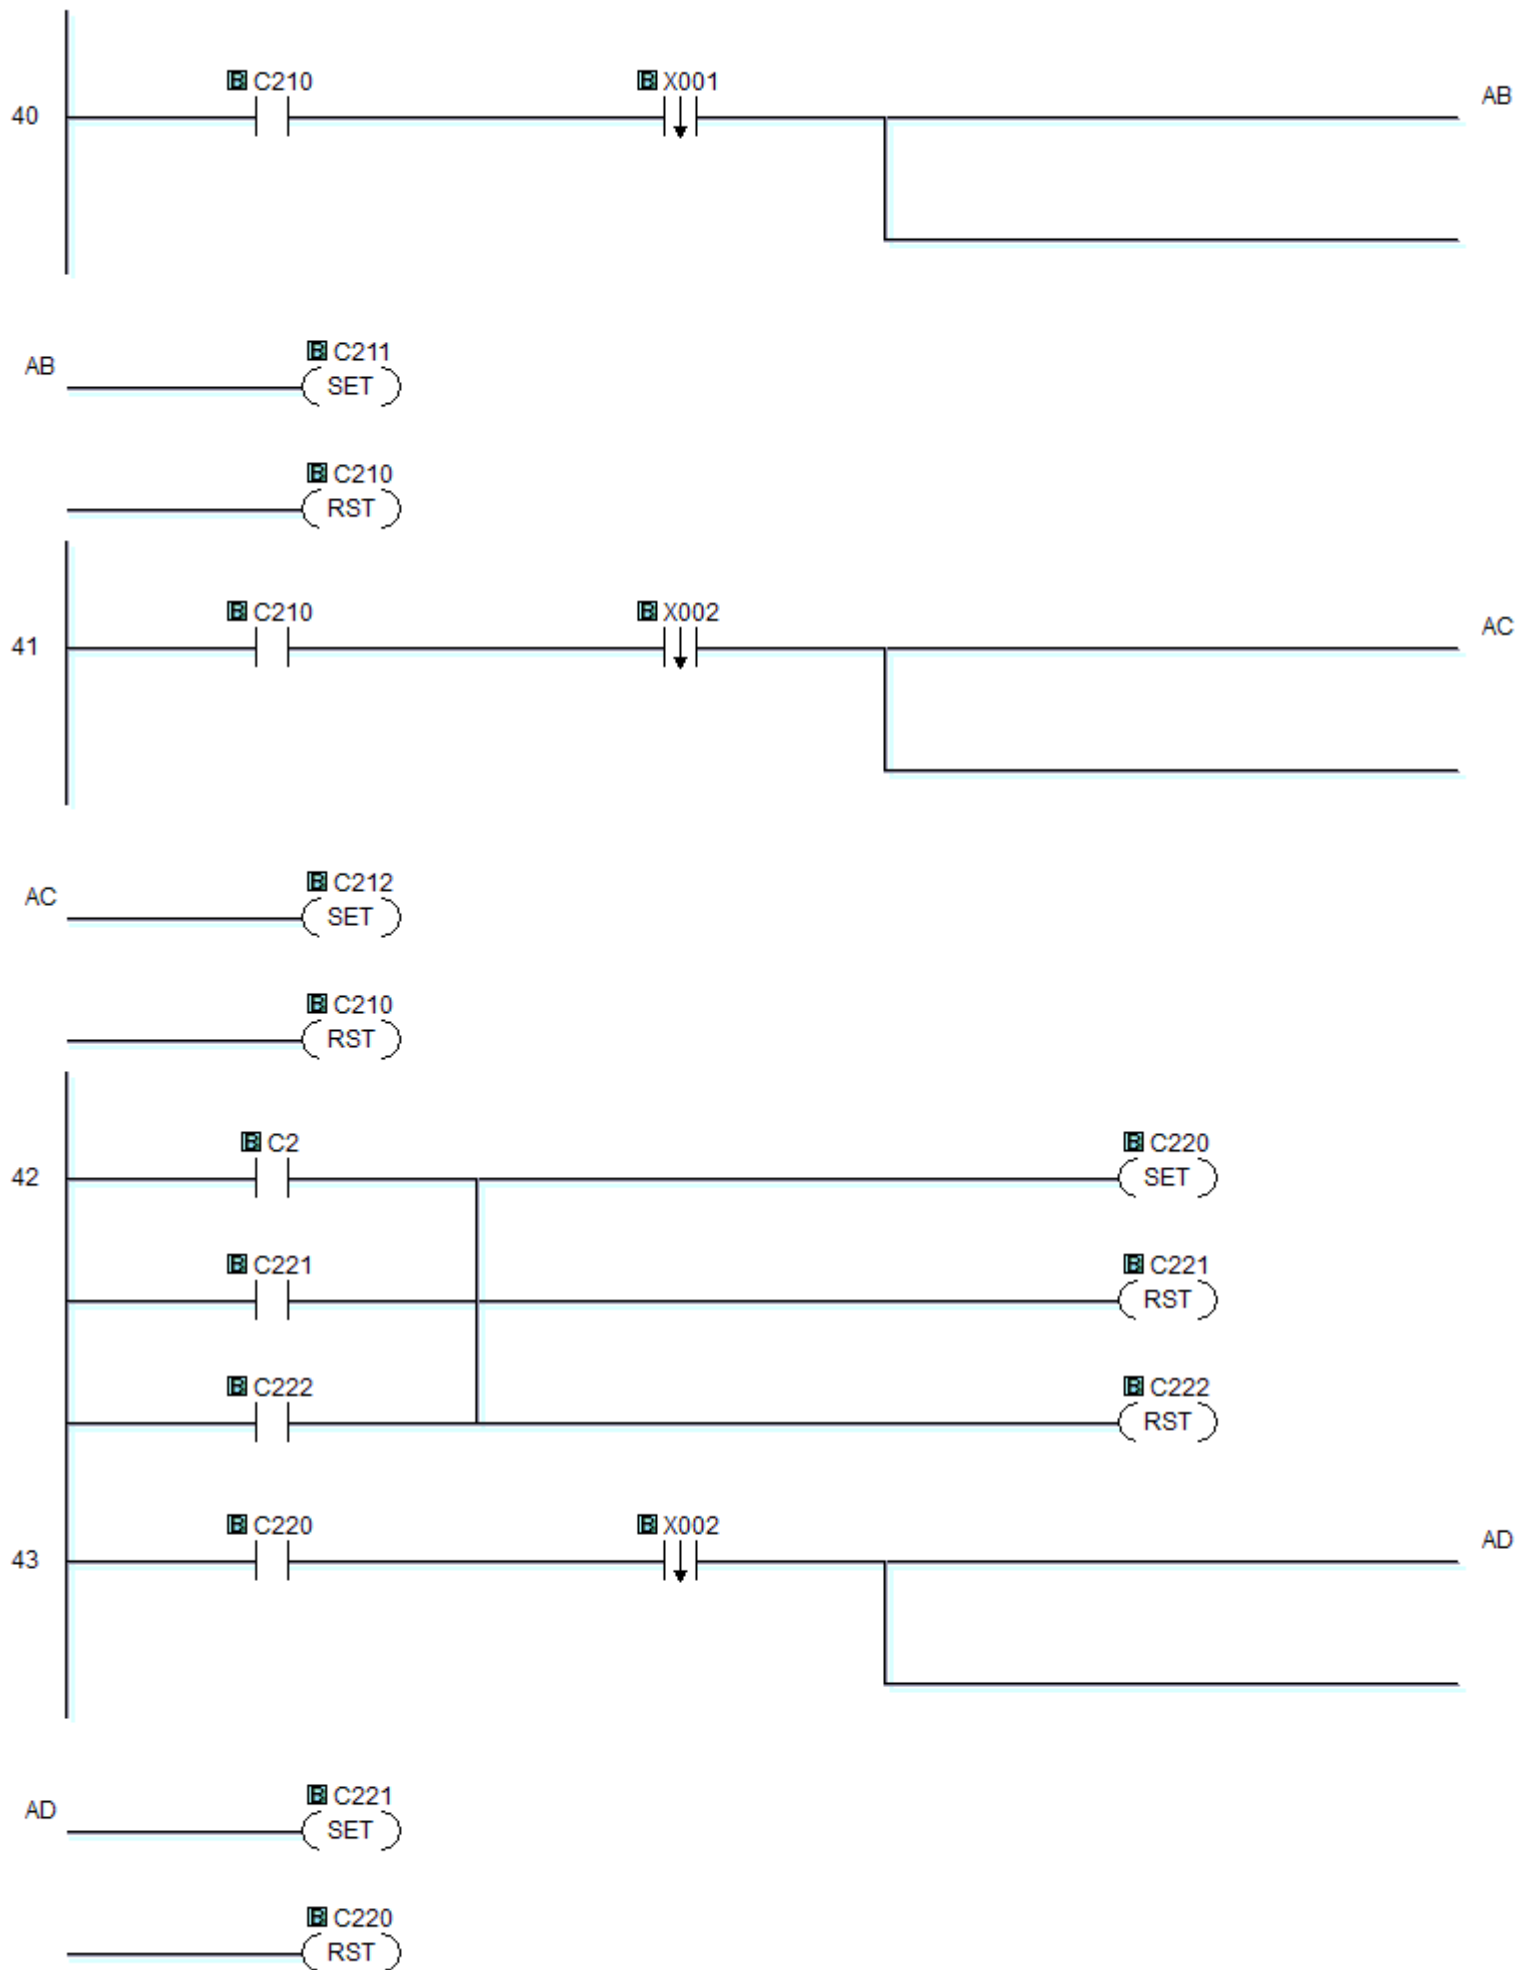 B C210 B X001 AB
40
AB B C211
SET
B C210
RST
B C210 B X002 AC
41
AC B C212
SET
B C210
RST
B C2 B C220
42 SET
B C221 B C221
RST
B C222 B C222
RST
B C220 B X002 AD
43
AD B C221
SET
B C220
RST